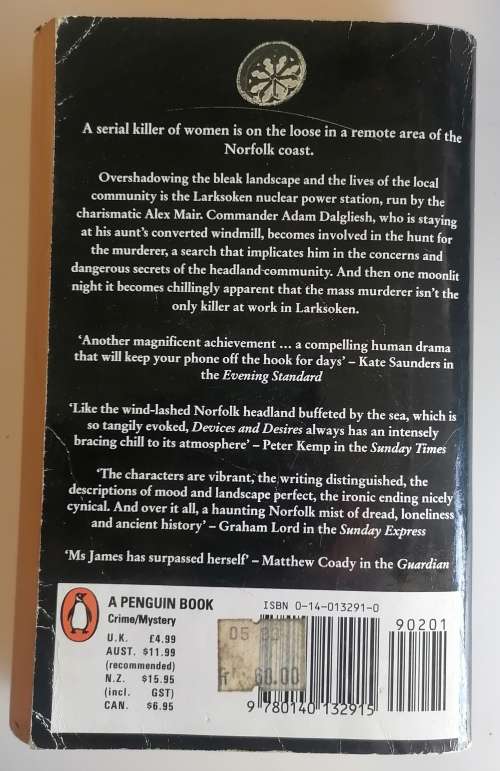 A serial killer of women is on the loose in a remote area of the
Norfolk coast.
Overshadowing the bleak landscape and the lives of the local
community is the Larksoken nuclear power station, run by the
charismatic Alex Mair. Commander Adam Dalgliesh, who is staying
at his aunt's converted windmill, becomes involved in the hunt for
the murderer, a search that implicates him in the concerns and
dangerous secrets of the headland community. And then one moonlit
night it becomes chillingly apparent that the mass murderer isn't the
only killer at work in Larksoken.
'Another magnificent achievement ... a compelling human drama
that will keep your phone off the hook for days' – Kate Saunders in
the Evening Standard
'Like the wind-lashed Norfolk headland buffeted by the sea, which is
so tangily evoked, Devices and Desires always has an intensely
bracing chill to its atmosphere' – Peter Kemp in the Sunday Times
'The characters are vibrant, the writing distinguished, the
descriptions of mood and landscape perfect, the ironic ending nicely
cynical. And over it all, a haunting Norfolk mist of dread, loneliness
and ancient history' – Graham Lord in the Sunday Express
'Ms James has surpassed herself' – Matthew Coady in the Guardian
A PENGUIN BOOK
Crime/Mystery
U.K. £4.99
AUST. $11.99
(recommended)
N.Z. $15.95
(incl. GST)
CAN. $6.95
ISBN 0-14-013291-0
90201
05
60.00
9 780140 132915